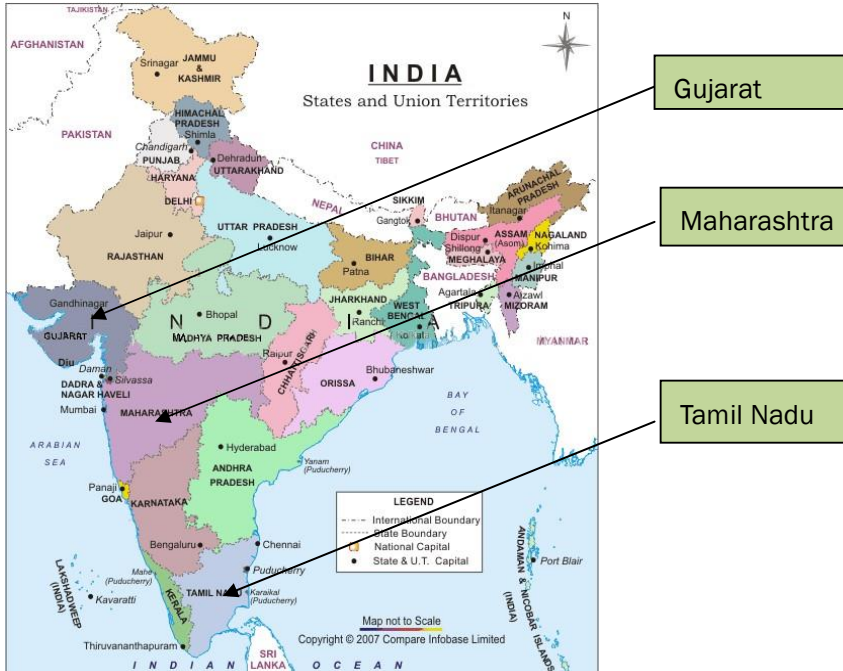 TAJIKISTAN
AFGHANISTAN
N
Srinagar
JAMMU
&
KASHMIR
INDIA
States and Union Territories
Gujarat
HIMACHAL
PRADESH
Shimla
PAKISTAN
Chandigarh
PUNJAB
Dehradun
UTTARAKHAND
CHINA
TIBET
HARYANA
DELHI
Maharashtra
ARUNACHAL
PRADESH
SIKKIM
NEPAL
Gangtok
BHUTAN
Itanagar
Jaipur
RAJASTHAN
UTTAR PRADESH
Lucknow
Dispur
ASSAM
(Asom)
NAGALAND
Kohima
Shillong
MEGHALAYA
BIHAR
Patna
BANGLADESH
Imphal
MANIPUR
Gandhinagar
GUJARAT
JHARKHAND
Ranchi
WEST
BENGAL
Kolkata
Agartala
TRIPURA
Aizawl
MIZORAM
I N D I A
Bhopal
MADHYA PRADESH
MYANMAR
Diu
Daman
Silvassa
DADRA &
NAGAR HAVELI
Raipur
CHHATTISGARH
ORISSA
Bhubaneshwar
Mumbai
MAHARASHTRA
BAY
OF
BENGAL
Tamil Nadu
ARABIAN
SEA
Hyderabad
ANDHRA
PRADESH
Yanam
(Puducherry)
Panaji
GOA
KARNATAKA
LEGEND
International Boundary
State Boundary
National Capital
State & U.T. Capital
Bengaluru
Chennai
Mahe
(Puducherry)
Puducherry
TAMIL NADU
Karaikal
(Puducherry)
LAKSHADWEEP
(INDIA)
Kavaratti
KERALA
ANDAMAN & NICOBAR ISLANDS
(INDIA)
Port Blair
Thiruvananthapuram
Map not to Scale
Copyright © 2007 Compare Infobase Limited
SRI
LANKA
INDIAN OCEAN